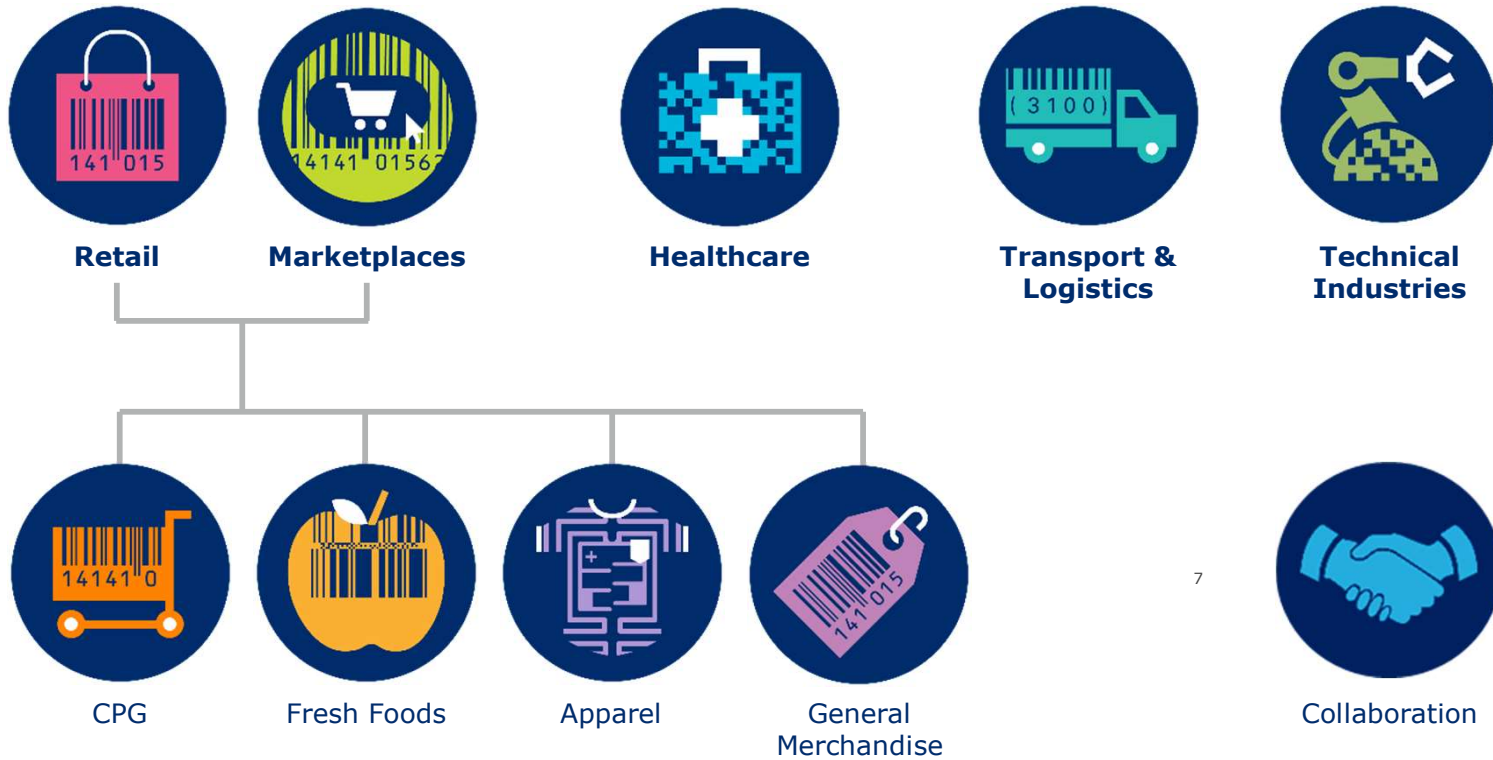 141 015
14141 01562
(3100)
Retail
Marketplaces
Healthcare
Transport &
Logistics
Technical
Industries
14141 0
141 015
7
CPG
Fresh Foods
Apparel
General
Merchandise
Collaboration